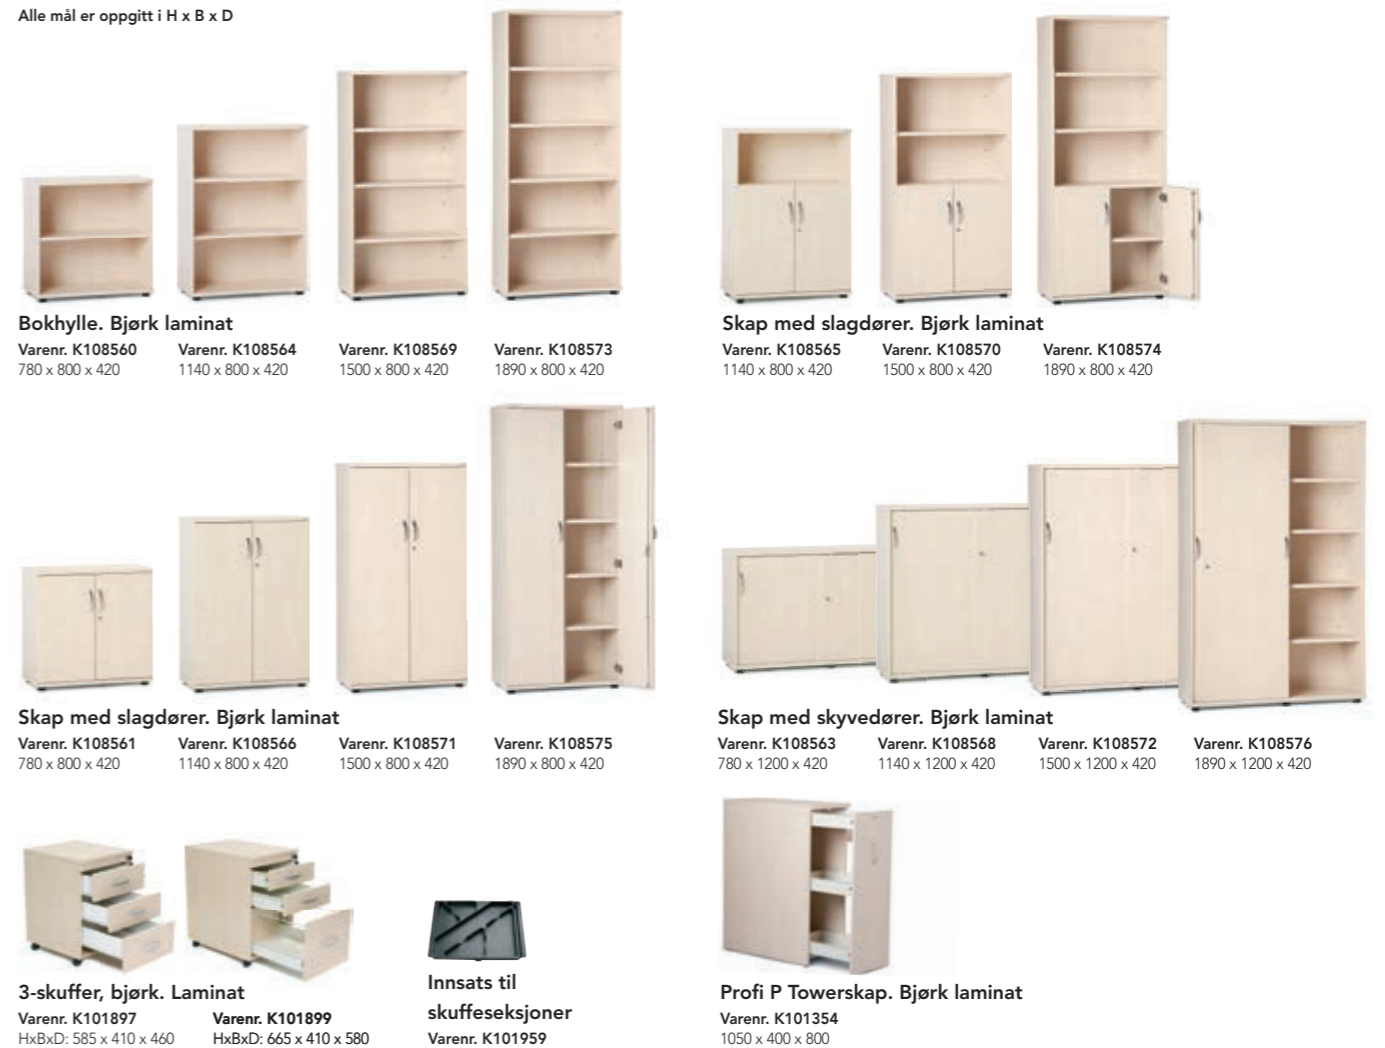 Alle mål er oppgitt i H x B x D
Bokhylle. Bjørk laminat
Varenr. K108560
780 x 800 x 420
Varenr. K108564
1140 x 800 x 420
Varenr. K108569
1500 x 800 x 420
Varenr. K108573
1890 x 800 x 420
Skap med slagdører. Bjørk laminat
Varenr. K108565
1140 x 800 x 420
Varenr. K108570
1500 x 800 x 420
Varenr. K108574
1890 x 800 x 420
Skap med slagdører. Bjørk laminat
Varenr. K108561
780 x 800 x 420
Varenr. K108566
1140 x 800 x 420
Varenr. K108571
1500 x 800 x 420
Varenr. K108575
1890 x 800 x 420
Skap med skyvedører. Bjørk laminat
Varenr. K108563
780 x 1200 x 420
Varenr. K108568
1140 x 1200 x 420
Varenr. K108572
1500 x 1200 x 420
Varenr. K108576
1890 x 1200 x 420
3-skuffer, bjørk. Laminat
Varenr. K101897
HxBxD: 585 x 410 x 460
Varenr. K101899
HxBxD: 665 x 410 x 580
Innsats til
skuffeseksjoner
Varenr. K101959
Profi P Towerskap. Bjørk laminat
Varenr. K101354
1050 x 400 x 800